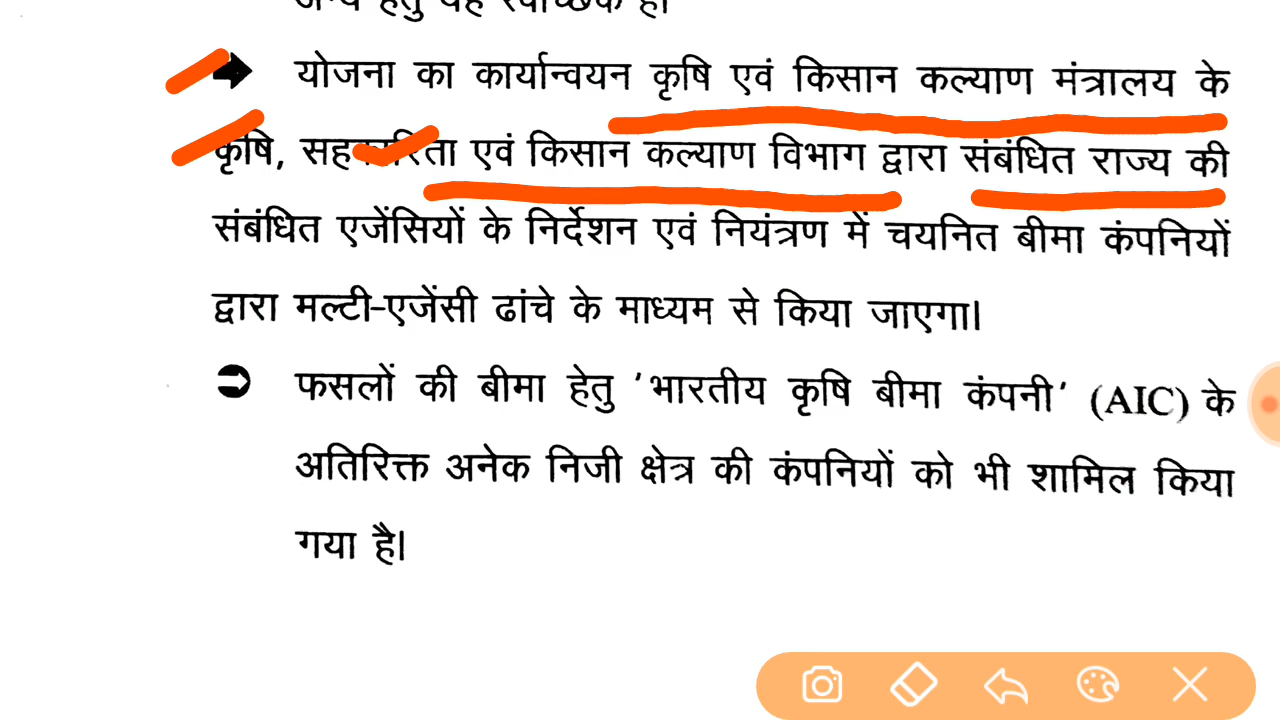 योजना का कार्यान्वयन कृषि एवं किसान कल्याण मंत्रालय के
कृषि, सहकारिता एवं किसान कल्याण विभाग द्वारा संबंधित राज्य की
संबंधित एजेंसियों के निर्देशन एवं नियंत्रण में चयनित बीमा कंपनियों
द्वारा मल्टी-एजेंसी ढांचे के माध्यम से किया जाएगा।
फसलों की बीमा हेतु 'भारतीय कृषि बीमा कंपनी' (AIC) के
अतिरिक्त अनेक निजी क्षेत्र की कंपनियों को भी शामिल किया
गया है।